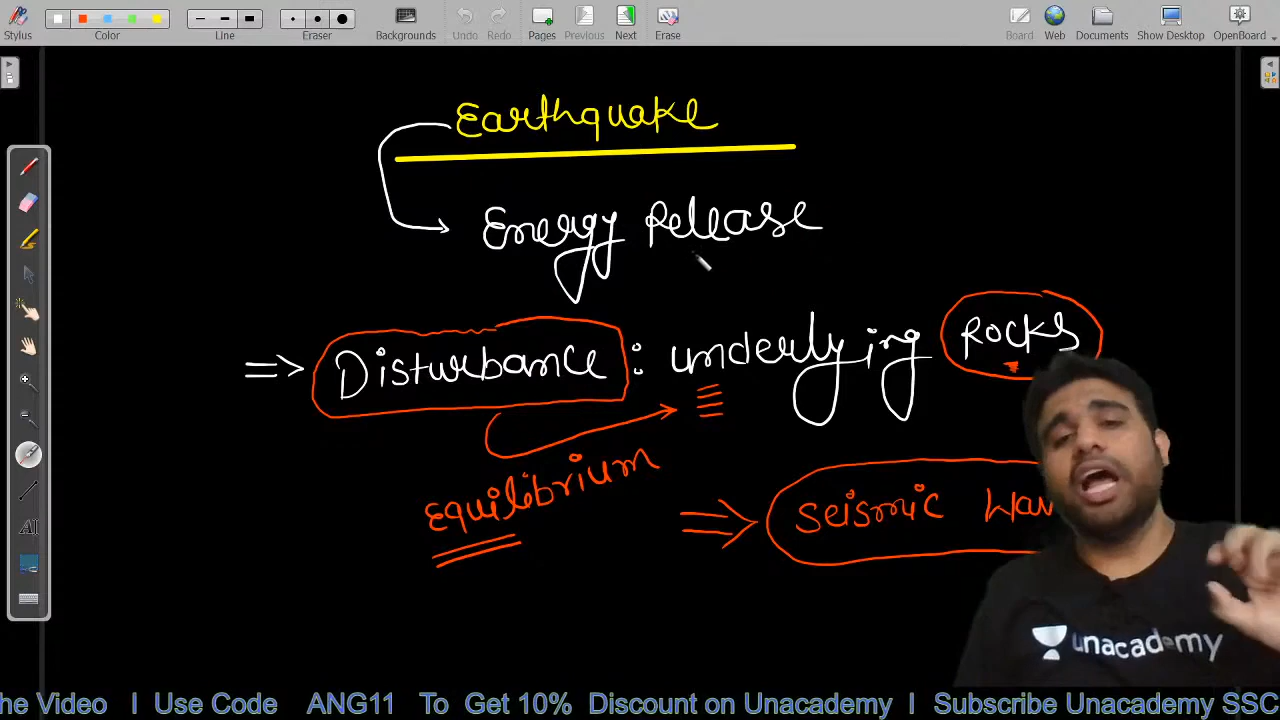 Stylus Color Line Eraser Backgrounds Undo Redo Pages Previous Next Erase Board Web Documents Show Desktop OpenBoard
Earthquake
Energy Release
=> Disturbance : underlying Rocks
Equilibrium
=> Seismic Wav
unacademy
he Video I Use Code ANG11 To Get 10% Discount on Unacademy I Subscribe Unacademy SSC